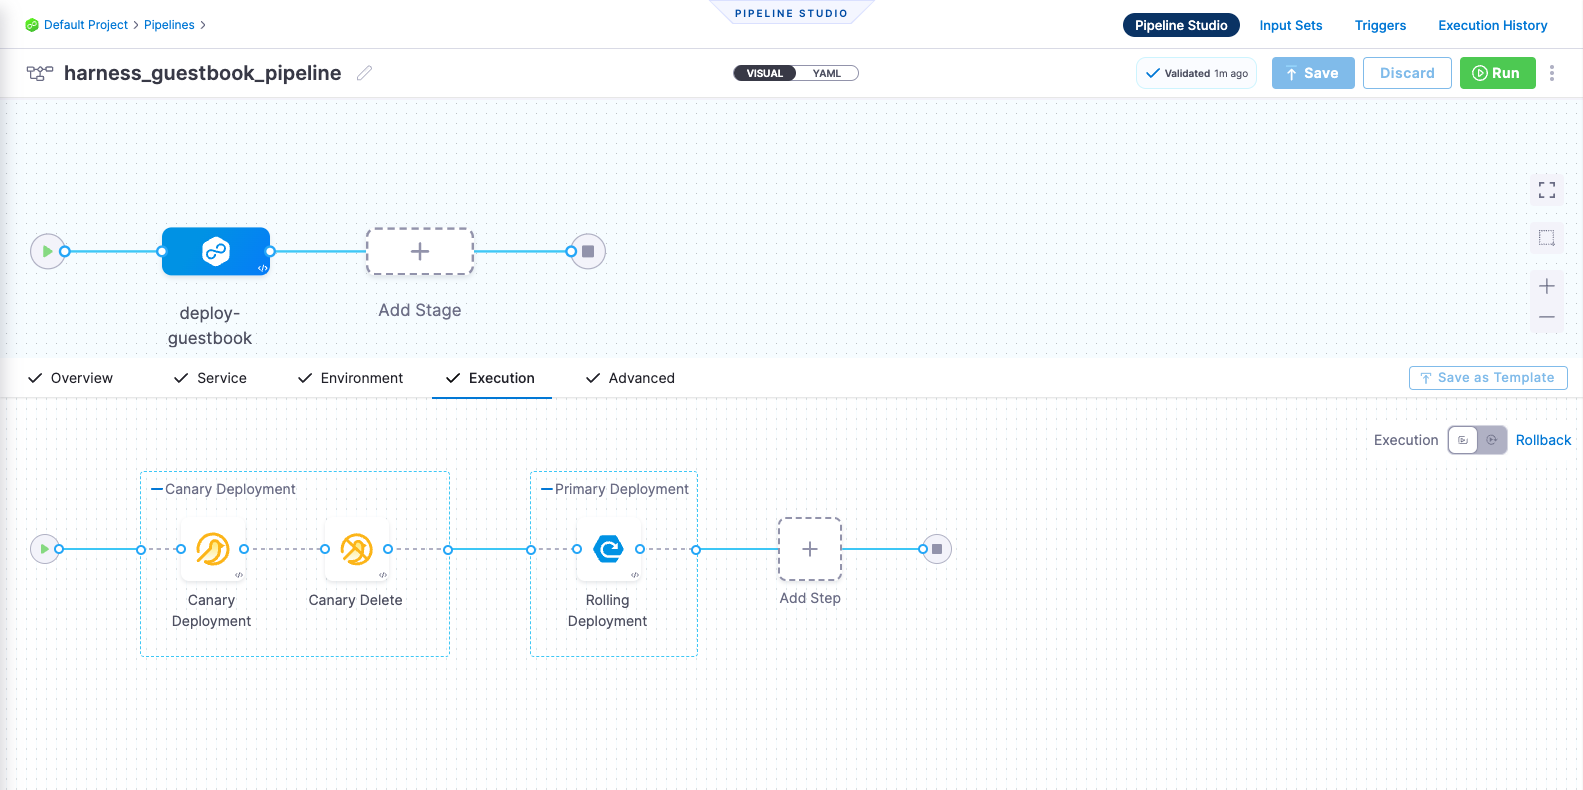 PIPELINE STUDIO
Default Project > Pipelines >
Pipeline Studio
Input Sets
Triggers
Execution History
harness_guestbook_pipeline
VISUAL
YAML
Validated 1m ago
Save
Discard
Run
deploy-
guestbook
Add Stage
Overview
Service
Environment
Execution
Advanced
Save as Template
Execution
Rollback
Canary Deployment
Primary Deployment
Canary
Deployment
Canary Delete
Rolling
Deployment
Add Step